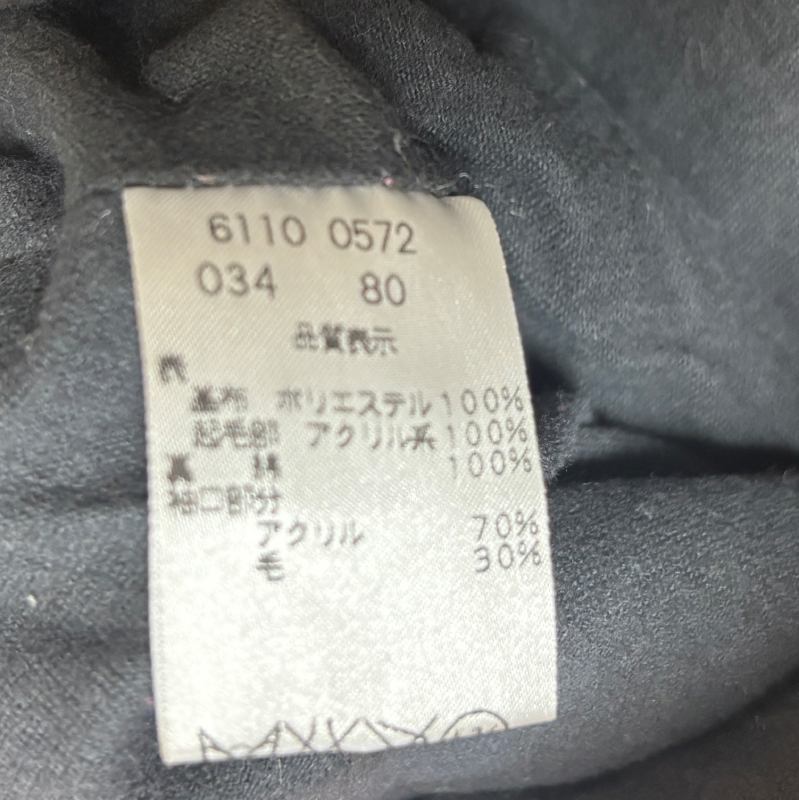 6110 0572
034 80
品質表示
表
基布 ポリエステル100%
起毛部 アクリル系100%
裏 綿 100%
袖口部分
アクリル 70%
毛 30%